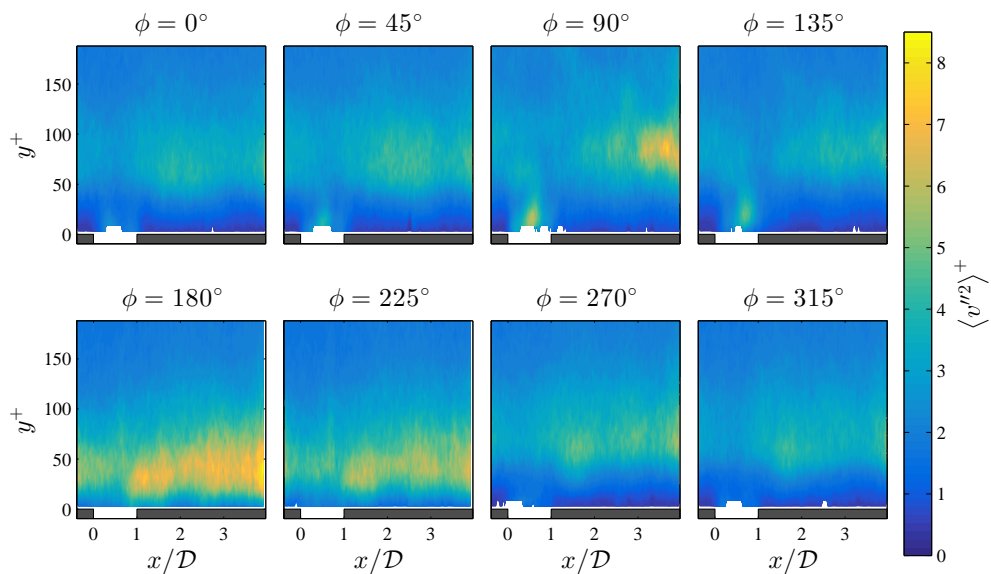 ϕ = 0° ϕ = 45° ϕ = 90° ϕ = 135°
150
100
50
0
y⁺
ϕ = 180° ϕ = 225° ϕ = 270° ϕ = 315°
150
100
50
0
y⁺
0 1 2 3 0 1 2 3 0 1 2 3 0 1 2 3
x/𝒟 x/𝒟 x/𝒟 x/𝒟
8
7
6
5
4
3
2
1
0
⟨v′′²⟩⁺